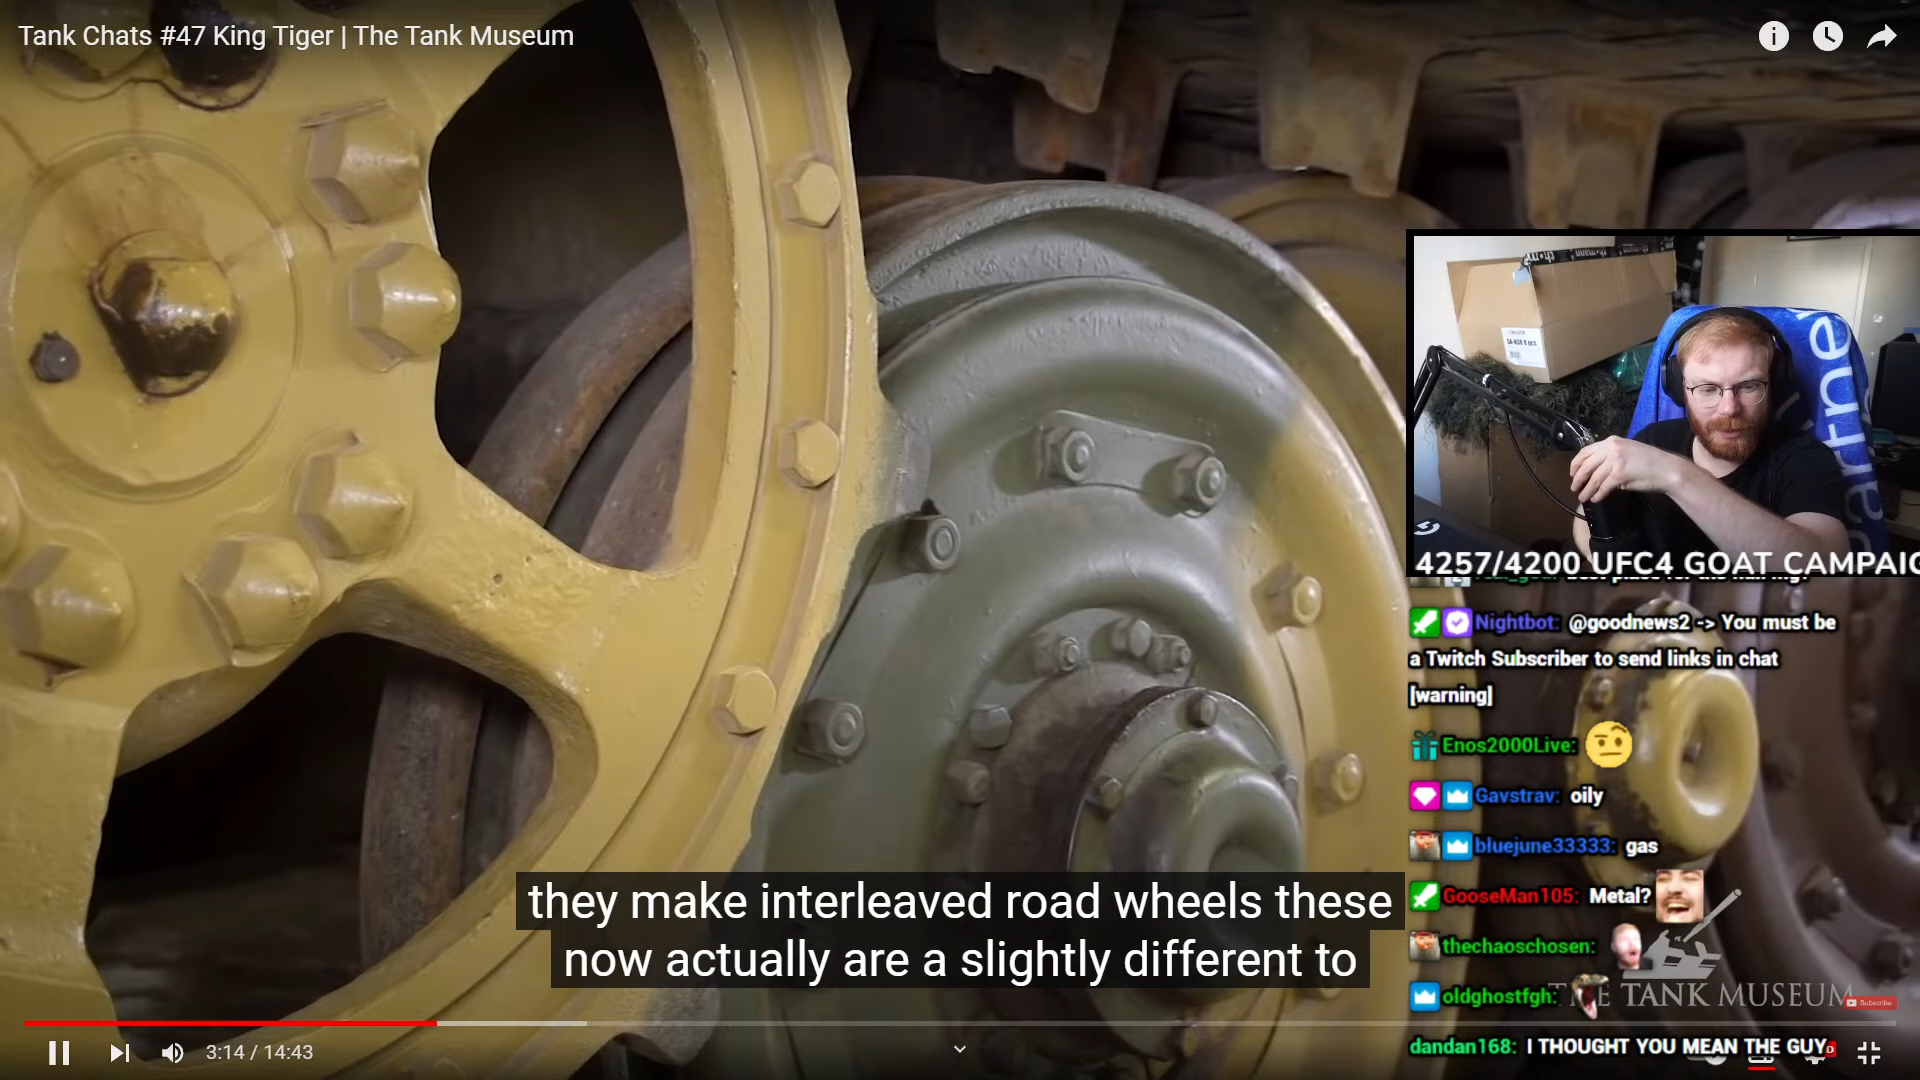 Tank Chats #47 King Tiger | The Tank Museum
4257/4200 UFC4 GOAT CAMPAIG
Nightbot: @goodnews2 -> You must be
a Twitch Subscriber to send links in chat
[warning]
Enos2000Live:
Gavstrav: oily
bluejune33333: gas
GooseMan105: Metal?
thechaoschosen:
oldghostfgh:
THE TANK MUSEUM
Subscribe
dandan168: I THOUGHT YOU MEAN THE GUY
they make interleaved road wheels these
now actually are a slightly different to
3:14 / 14:43